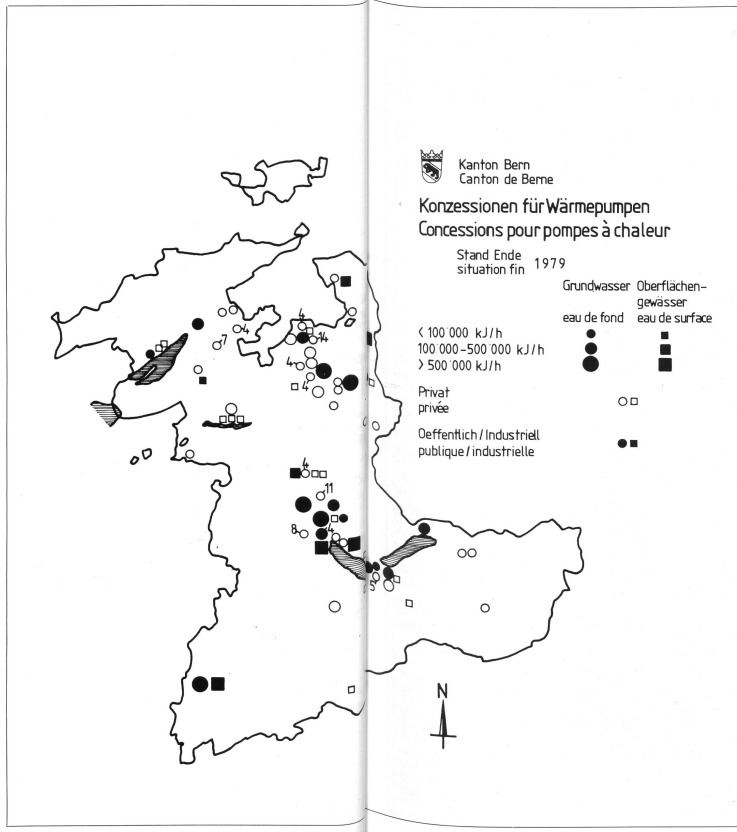 Kanton Bern
Canton de Berne
Konzessionen für Wärmepumpen
Concessions pour pompes à chaleur
Stand Ende
situation fin 1979
Grundwasser Oberflächen-
gewässer
eau de fond eau de surface
< 100'000 kJ/h
100'000-500'000 kJ/h
> 500'000 kJ/h
Privat
privée
Oeffentlich / Industriell
publique / industrielle
4
4
14
7
4
4
4
11
8
4
5
N